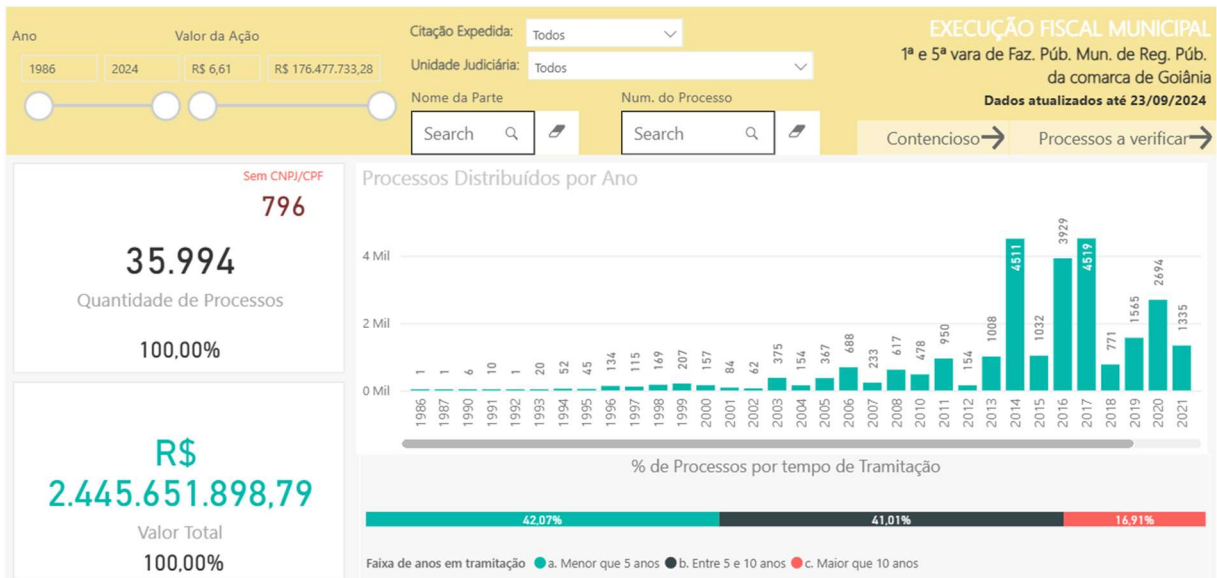 Ano
Valor da Ação
1986
2024
R$ 6,61
R$ 176.477.733,28
Citação Expedida:
Todos
Unidade Judiciária:
Todos
Nome da Parte
Search
Num. do Processo
Search
EXECUÇÃO FISCAL MUNICIPAL
1ª e 5ª vara de Faz. Púb. Mun. de Reg. Púb.
da comarca de Goiânia
Dados atualizados até 23/09/2024
Contencioso
Processos a verificar
Sem CNPJ/CPF
796
35.994
Quantidade de Processos
100,00%
R$
2.445.651.898,79
Valor Total
100,00%
Processos Distribuídos por Ano
4 Mil
2 Mil
0 Mil
1 1 6 10 1 20 52 45 134 115 169 207 157 84 62 375 154 367 688 233 617 478 950 154 1008 4511 1032 3929 4519 771 1565 2694 1335
1986 1987 1990 1991 1992 1993 1994 1995 1996 1997 1998 1999 2000 2001 2002 2003 2004 2005 2006 2007 2008 2010 2011 2012 2013 2014 2015 2016 2017 2018 2019 2020 2021
% de Processos por tempo de Tramitação
42,07% 41,01% 16,91%
Faixa de anos em tramitação a. Menor que 5 anos b. Entre 5 e 10 anos c. Maior que 10 anos